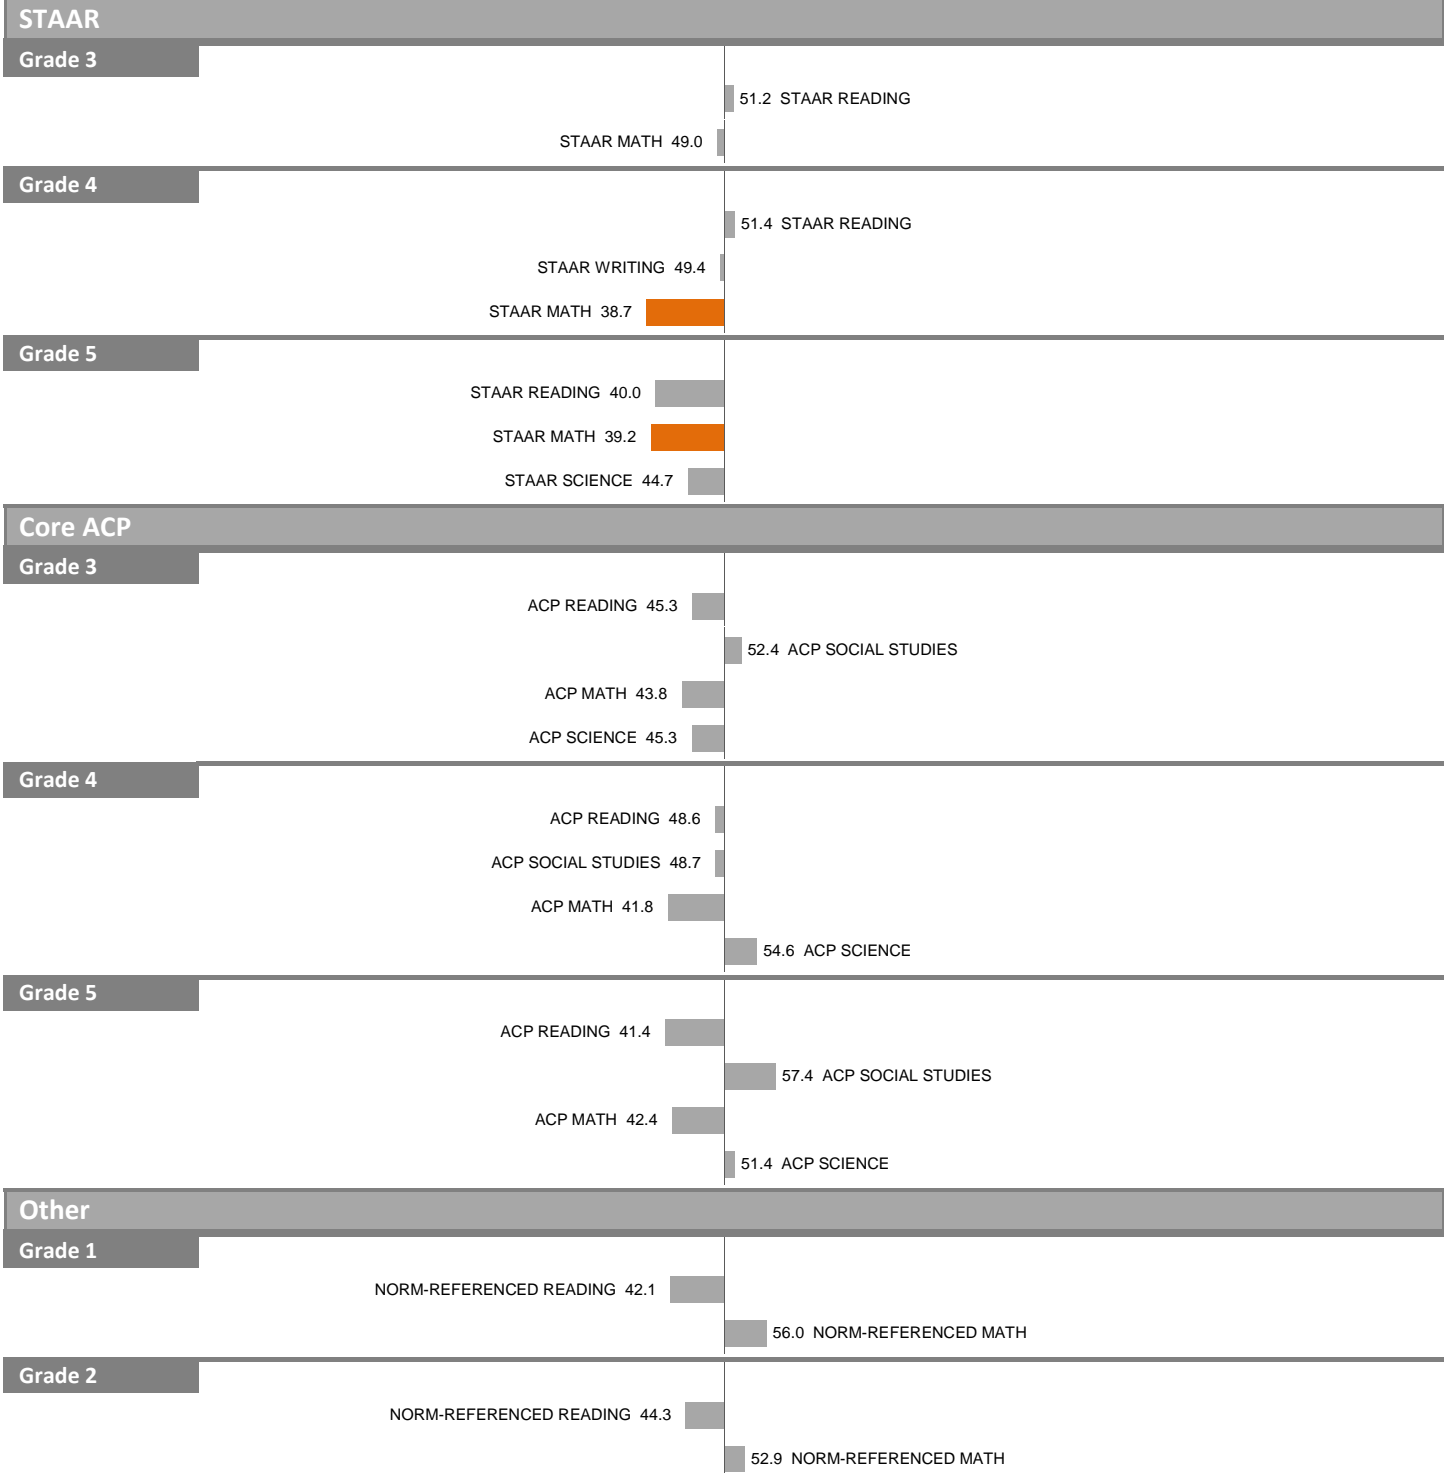 STAAR
Grade 3
51.2 STAAR READING
STAAR MATH 49.0
Grade 4
51.4 STAAR READING
STAAR WRITING 49.4
STAAR MATH 38.7
Grade 5
STAAR READING 40.0
STAAR MATH 39.2
STAAR SCIENCE 44.7
Core ACP
Grade 3
ACP READING 45.3
52.4 ACP SOCIAL STUDIES
ACP MATH 43.8
ACP SCIENCE 45.3
Grade 4
ACP READING 48.6
ACP SOCIAL STUDIES 48.7
ACP MATH 41.8
54.6 ACP SCIENCE
Grade 5
ACP READING 41.4
57.4 ACP SOCIAL STUDIES
ACP MATH 42.4
51.4 ACP SCIENCE
Other
Grade 1
NORM-REFERENCED READING 42.1
56.0 NORM-REFERENCED MATH
Grade 2
NORM-REFERENCED READING 44.3
52.9 NORM-REFERENCED MATH